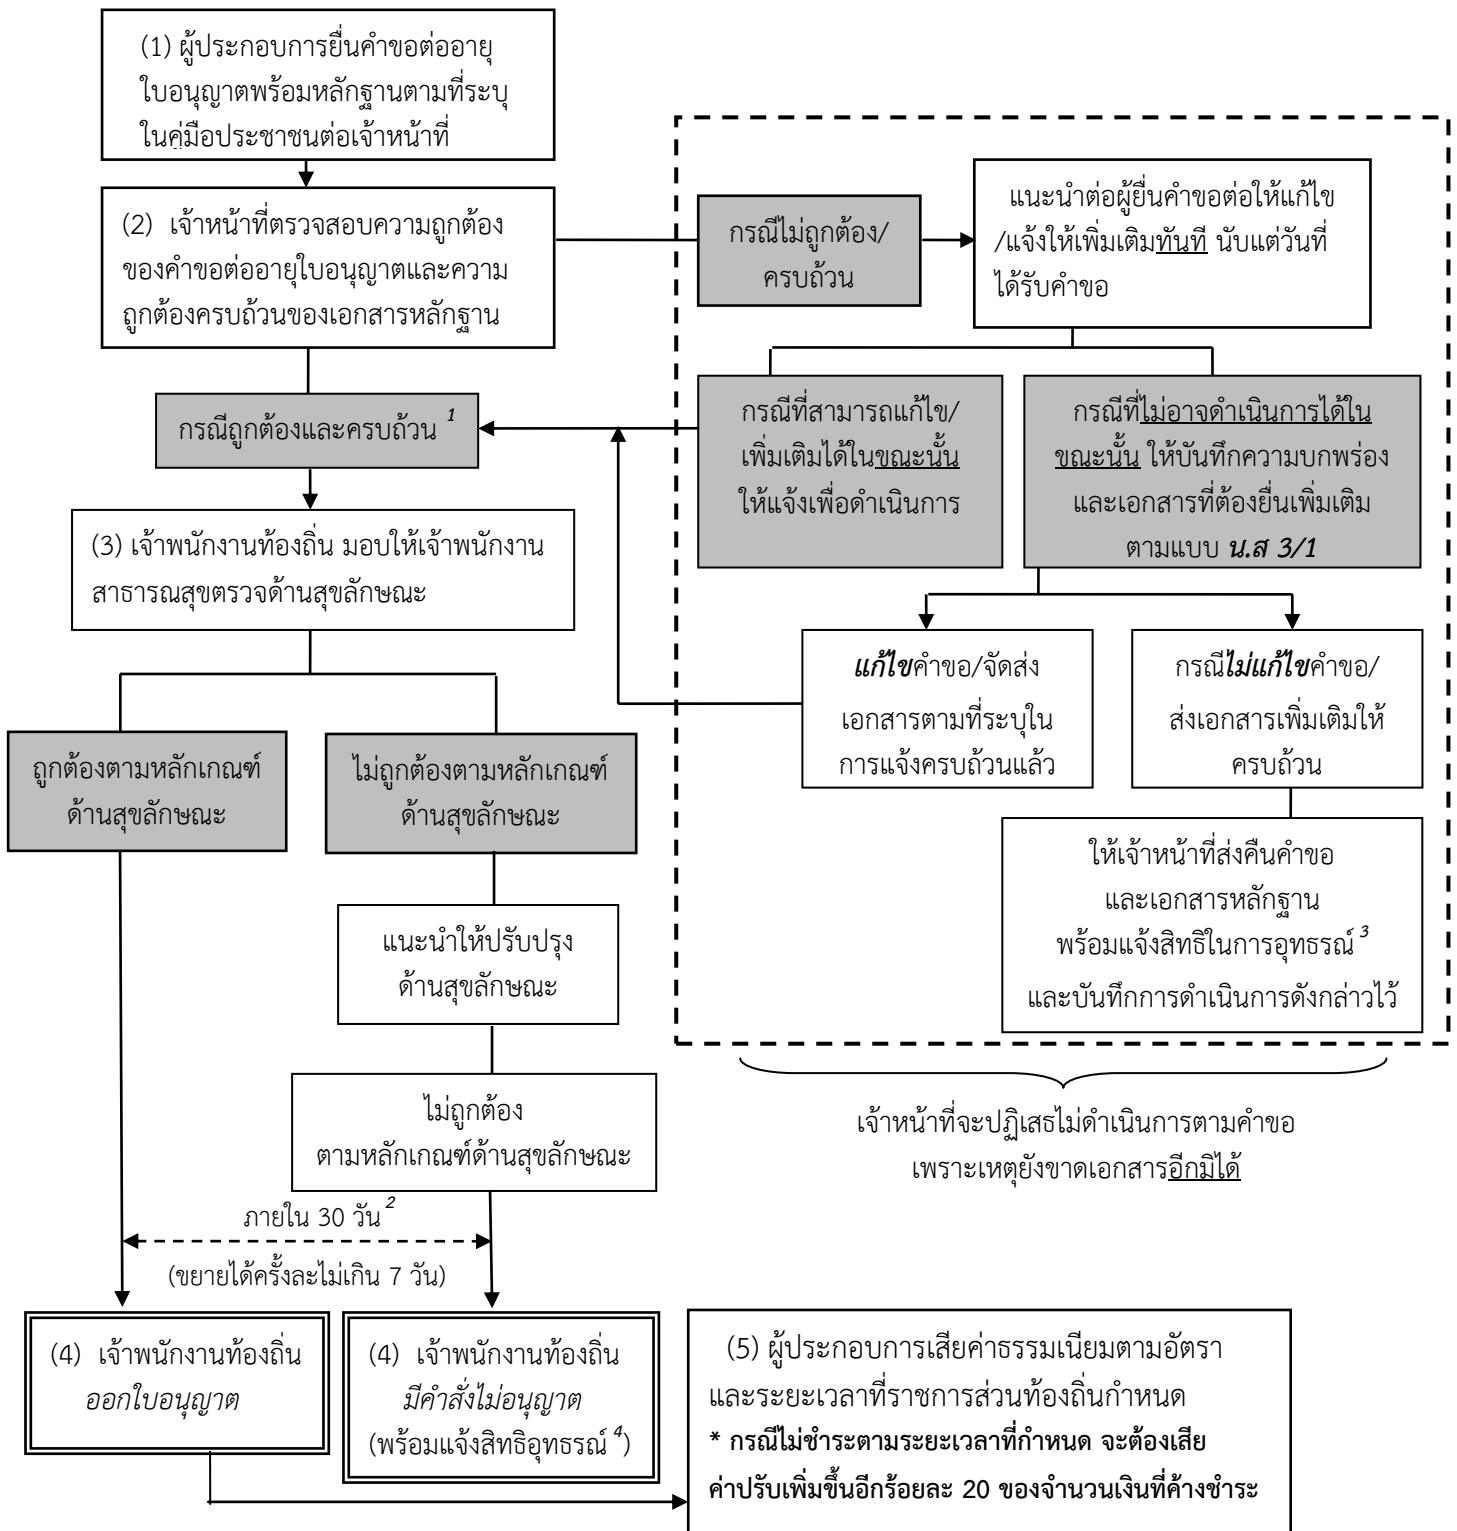 (1) ผู้ประกอบการยื่นคำขอต่ออายุ
ใบอนุญาตพร้อมหลักฐานตามที่ระบุ
ในคู่มือประชาชนต่อเจ้าหน้าที่
(2) เจ้าหน้าที่ตรวจสอบความถูกต้อง
ของคำขอต่ออายุใบอนุญาตและความ
ถูกต้องครบถ้วนของเอกสารหลักฐาน
กรณีไม่ถูกต้อง/
ครบถ้วน
แนะนำต่อผู้ยื่นคำขอต่อให้แก้ไข
/แจ้งให้เพิ่มเติมทันที นับแต่วันที่
ได้รับคำขอ
กรณีถูกต้องและครบถ้วน 1
กรณีที่สามารถแก้ไข/
เพิ่มเติมได้ในขณะนั้น
ให้แจ้งเพื่อดำเนินการ
กรณีที่ไม่อาจดำเนินการได้ใน
ขณะนั้น ให้บันทึกความบกพร่อง
และเอกสารที่ต้องยื่นเพิ่มเติม
ตามแบบ น.ส 3/1
(3) เจ้าพนักงานท้องถิ่น มอบให้เจ้าพนักงาน
สาธารณสุขตรวจด้านสุขลักษณะ
แก้ไขคำขอ/จัดส่ง
เอกสารตามที่ระบุใน
การแจ้งครบถ้วนแล้ว
กรณีไม่แก้ไขคำขอ/
ส่งเอกสารเพิ่มเติมให้
ครบถ้วน
ถูกต้องตามหลักเกณฑ์
ด้านสุขลักษณะ
ไม่ถูกต้องตามหลักเกณฑ์
ด้านสุขลักษณะ
ให้เจ้าหน้าที่ส่งคืนคำขอ
และเอกสารหลักฐาน
พร้อมแจ้งสิทธิในการอุทธรณ์ 3
และบันทึกการดำเนินการดังกล่าวไว้
แนะนำให้ปรับปรุง
ด้านสุขลักษณะ
ไม่ถูกต้อง
ตามหลักเกณฑ์ด้านสุขลักษณะ
เจ้าหน้าที่จะปฏิเสธไม่ดำเนินการตามคำขอ
เพราะเหตุยังขาดเอกสารอีกมิได้
ภายใน 30 วัน 2
(ขยายได้ครั้งละไม่เกิน 7 วัน)
(4) เจ้าพนักงานท้องถิ่น
ออกใบอนุญาต
(4) เจ้าพนักงานท้องถิ่น
มีคำสั่งไม่อนุญาต
(พร้อมแจ้งสิทธิอุทธรณ์ 4)
(5) ผู้ประกอบการเสียค่าธรรมเนียมตามอัตรา
และระยะเวลาที่ราชการส่วนท้องถิ่นกำหนด
* กรณีไม่ชำระตามระยะเวลาที่กำหนด จะต้องเสีย
ค่าปรับเพิ่มขึ้นอีกร้อยละ 20 ของจำนวนเงินที่ค้างชำระ